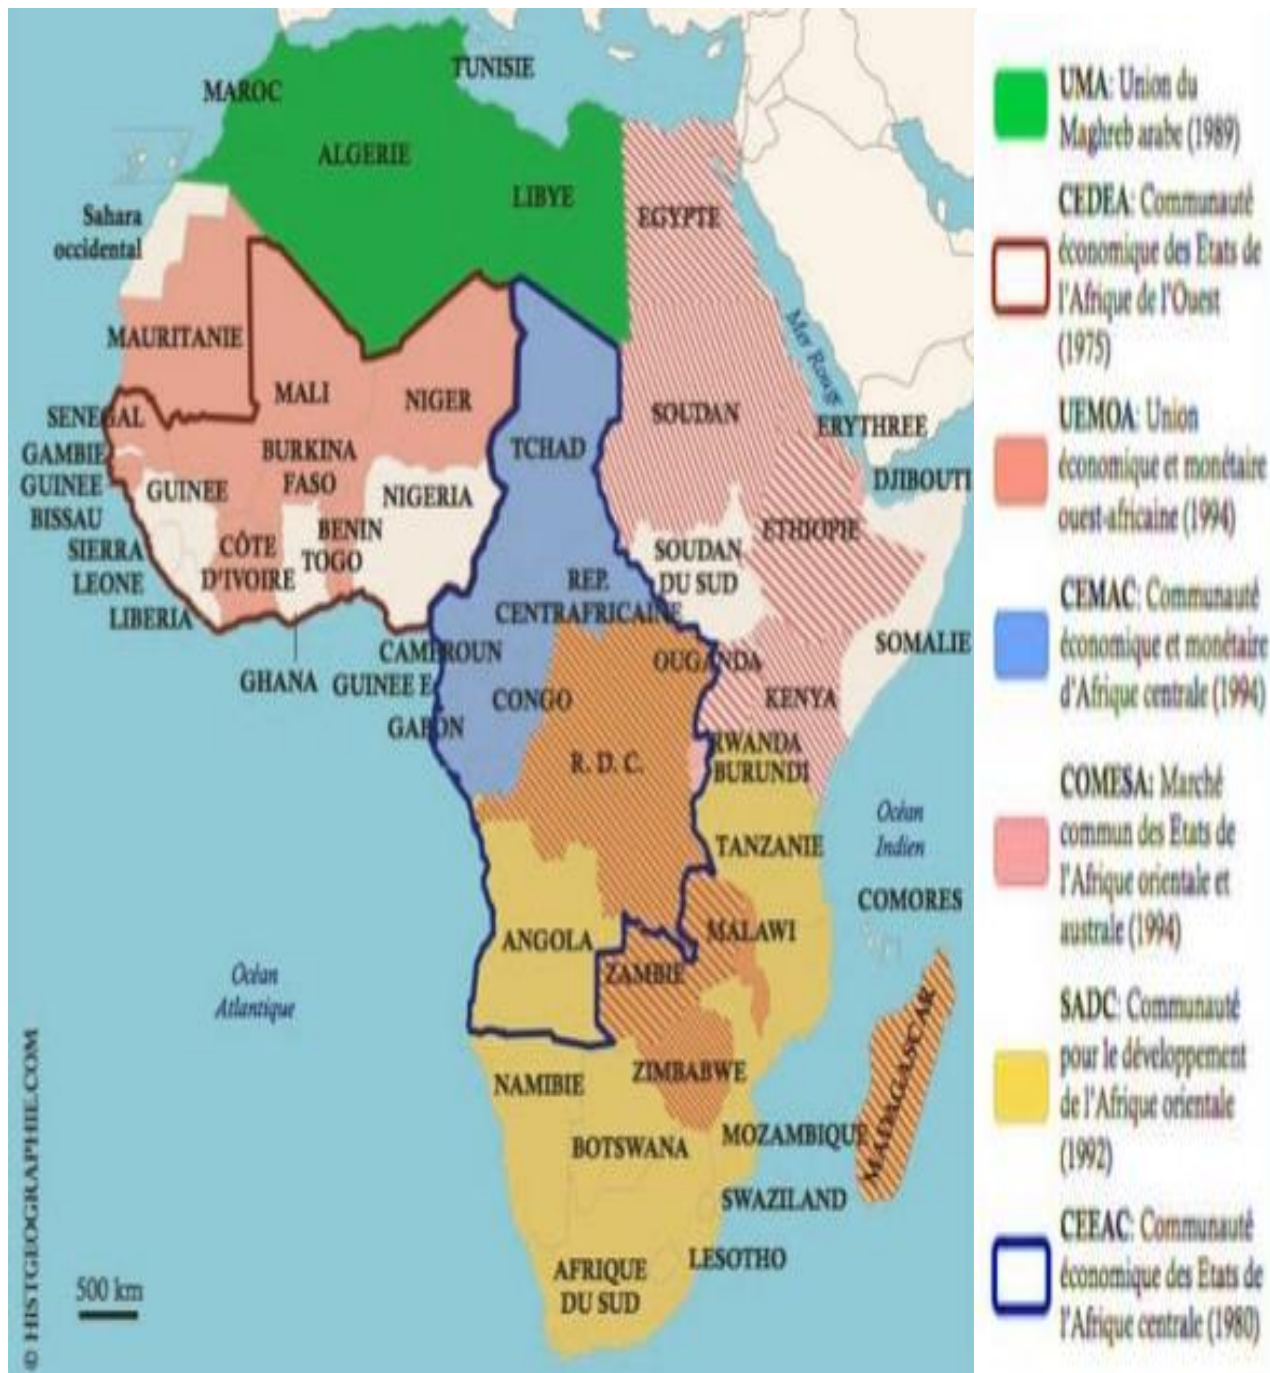 TUNISIE
MAROC
ALGERIE
LIBYE
EGYPTE
Sahara
occidental
MAURITANIE
Mer Rouge
MALI
NIGER
SOUDAN
ERYTHREE
SENEGAL
TCHAD
GAMBIE
BURKINA
FASO
DJIBOUTI
GUINEE
BISSAU
GUINEE
NIGERIA
BENIN
TOGO
ETHIOPIE
SIERRA
LEONE
CÔTE
D'IVOIRE
SOUDAN
DU SUD
REP.
CENTRAFRICAINE
LIBERIA
SOMALIE
CAMEROUN
OUGANDA
GHANA
GUINEE E
CONGO
KENYA
GABON
R. D. C.
RWANDA
BURUNDI
Océan
Indien
TANZANIE
COMORES
ANGOLA
MALAWI
ZAMBIE
Océan
Atlantique
MADAGASCAR
NAMIBIE
ZIMBABWE
BOTSWANA
MOZAMBIQUE
SWAZILAND
LESOTHO
AFRIQUE
DU SUD
500 km
© HISTGEOGRAPHIE.COM
UMA: Union du
Maghreb arabe (1989)
CEDEA: Communauté
économique des Etats de
l'Afrique de l'Ouest
(1975)
UEMOA: Union
économique et monétaire
ouest-africaine (1994)
CEMAC: Communauté
économique et monétaire
d'Afrique centrale (1994)
COMESA: Marché
commun des Etats de
l'Afrique orientale et
australe (1994)
SADC: Communauté
pour le développement
de l'Afrique orientale
(1992)
CEEAC: Communauté
économique des Etats de
l'Afrique centrale (1980)